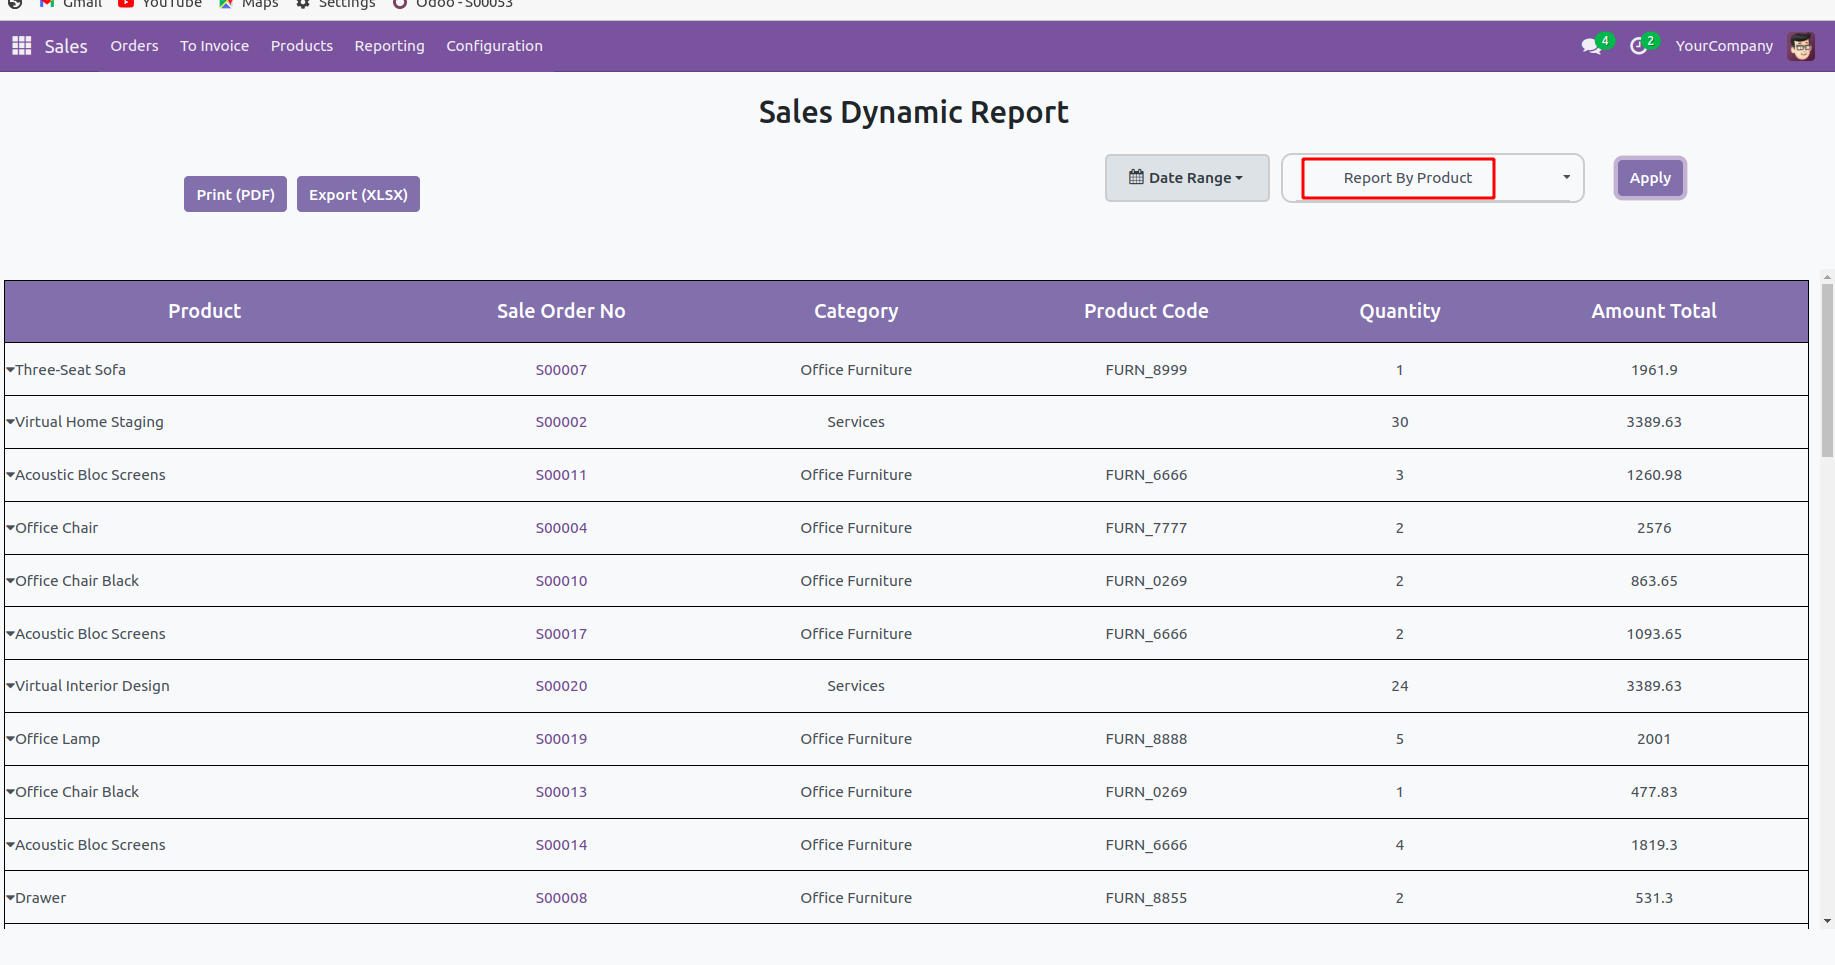 Gmail YouTube Maps Settings Odoo - S00053
Sales Orders To Invoice Products Reporting Configuration 4 2 YourCompany
Sales Dynamic Report
Print (PDF) Export (XLSX) Date Range Report By Product Apply
Product Sale Order No Category Product Code Quantity Amount Total
Three-Seat Sofa S00007 Office Furniture FURN_8999 1 1961.9
Virtual Home Staging S00002 Services 30 3389.63
Acoustic Bloc Screens S00011 Office Furniture FURN_6666 3 1260.98
Office Chair S00004 Office Furniture FURN_7777 2 2576
Office Chair Black S00010 Office Furniture FURN_0269 2 863.65
Acoustic Bloc Screens S00017 Office Furniture FURN_6666 2 1093.65
Virtual Interior Design S00020 Services 24 3389.63
Office Lamp S00019 Office Furniture FURN_8888 5 2001
Office Chair Black S00013 Office Furniture FURN_0269 1 477.83
Acoustic Bloc Screens S00014 Office Furniture FURN_6666 4 1819.3
Drawer S00008 Office Furniture FURN_8855 2 531.3